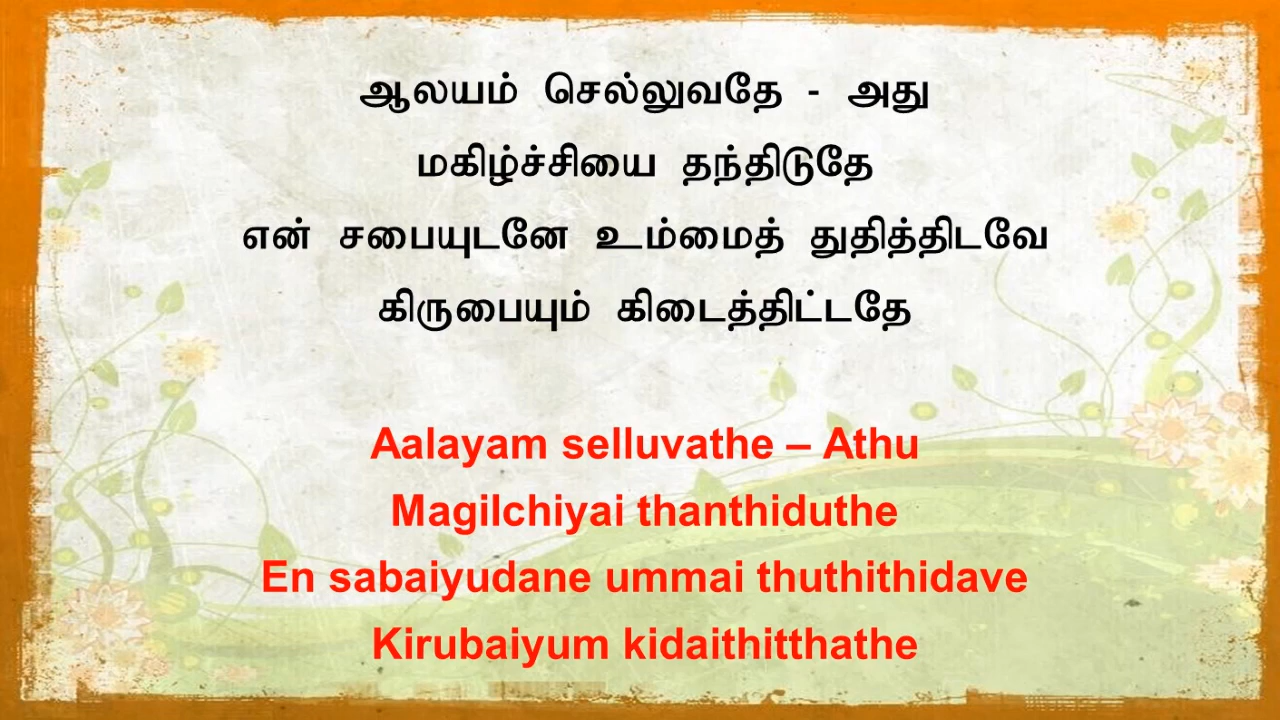 ஆலயம் செல்லுவதே - அது
மகிழ்ச்சியை தந்திடுதே
என் சபையுடனே உம்மைத் துதித்திடவே
கிருபையும் கிடைத்திட்டதே
Aalayam selluvathe – Athu
Magilchiyai thanthiduthe
En sabaiyudane ummai thuthithidave
Kirubaiyum kidaithitthathe